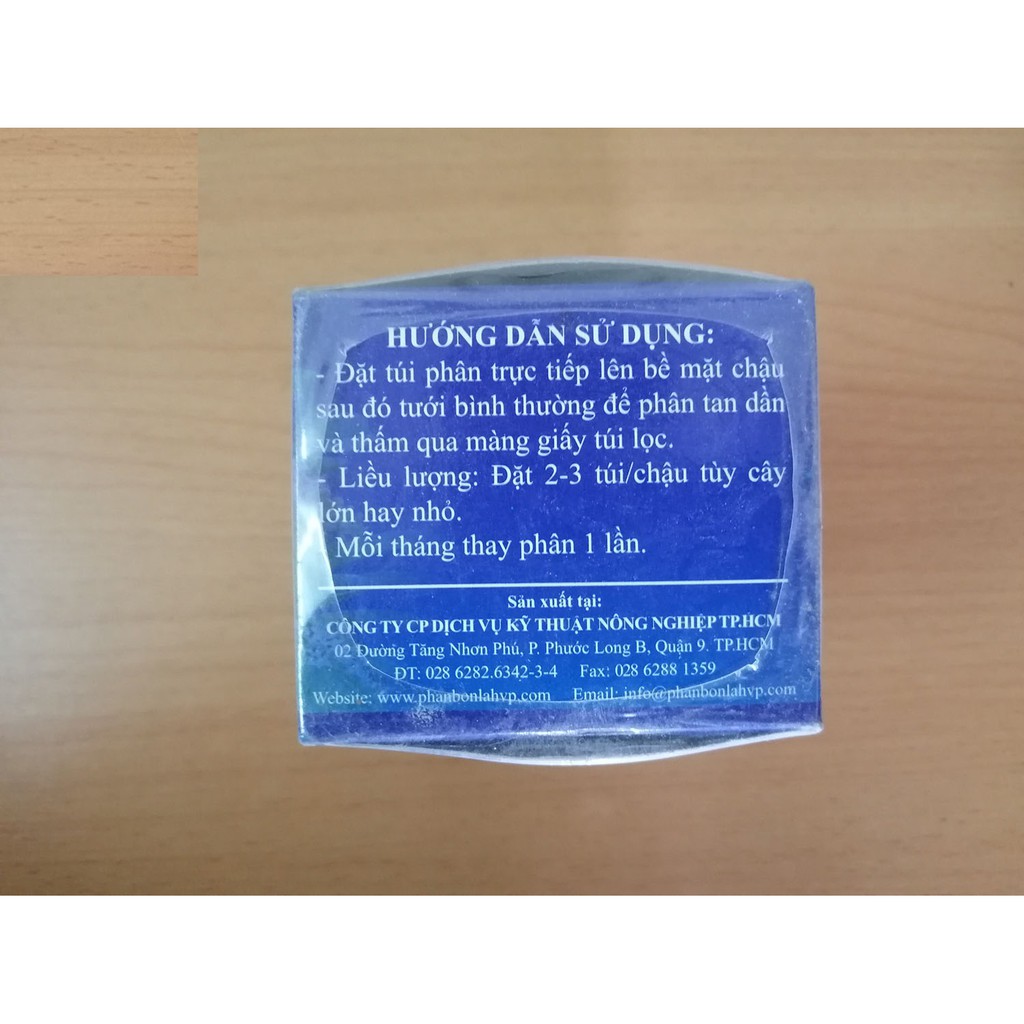 HƯỚNG DẪN SỬ DỤNG:
- Đặt túi phân trực tiếp lên bề mặt chậu
sau đó tưới bình thường để phân tan dần
và thấm qua màng giấy túi lọc.
- Liều lượng: Đặt 2-3 túi/chậu tùy cây
lớn hay nhỏ.
- Mỗi tháng thay phân 1 lần.
Sản xuất tại:
CÔNG TY CP DỊCH VỤ KỸ THUẬT NÔNG NGHIỆP TP.HCM
02 Đường Tăng Nhơn Phú, P. Phước Long B, Quận 9. TP.HCM
ĐT: 028 6282.6342-3-4 Fax: 028 6288 1359
Website: www.phanbonlahvp.com Email: info@phanbonlahvp.com